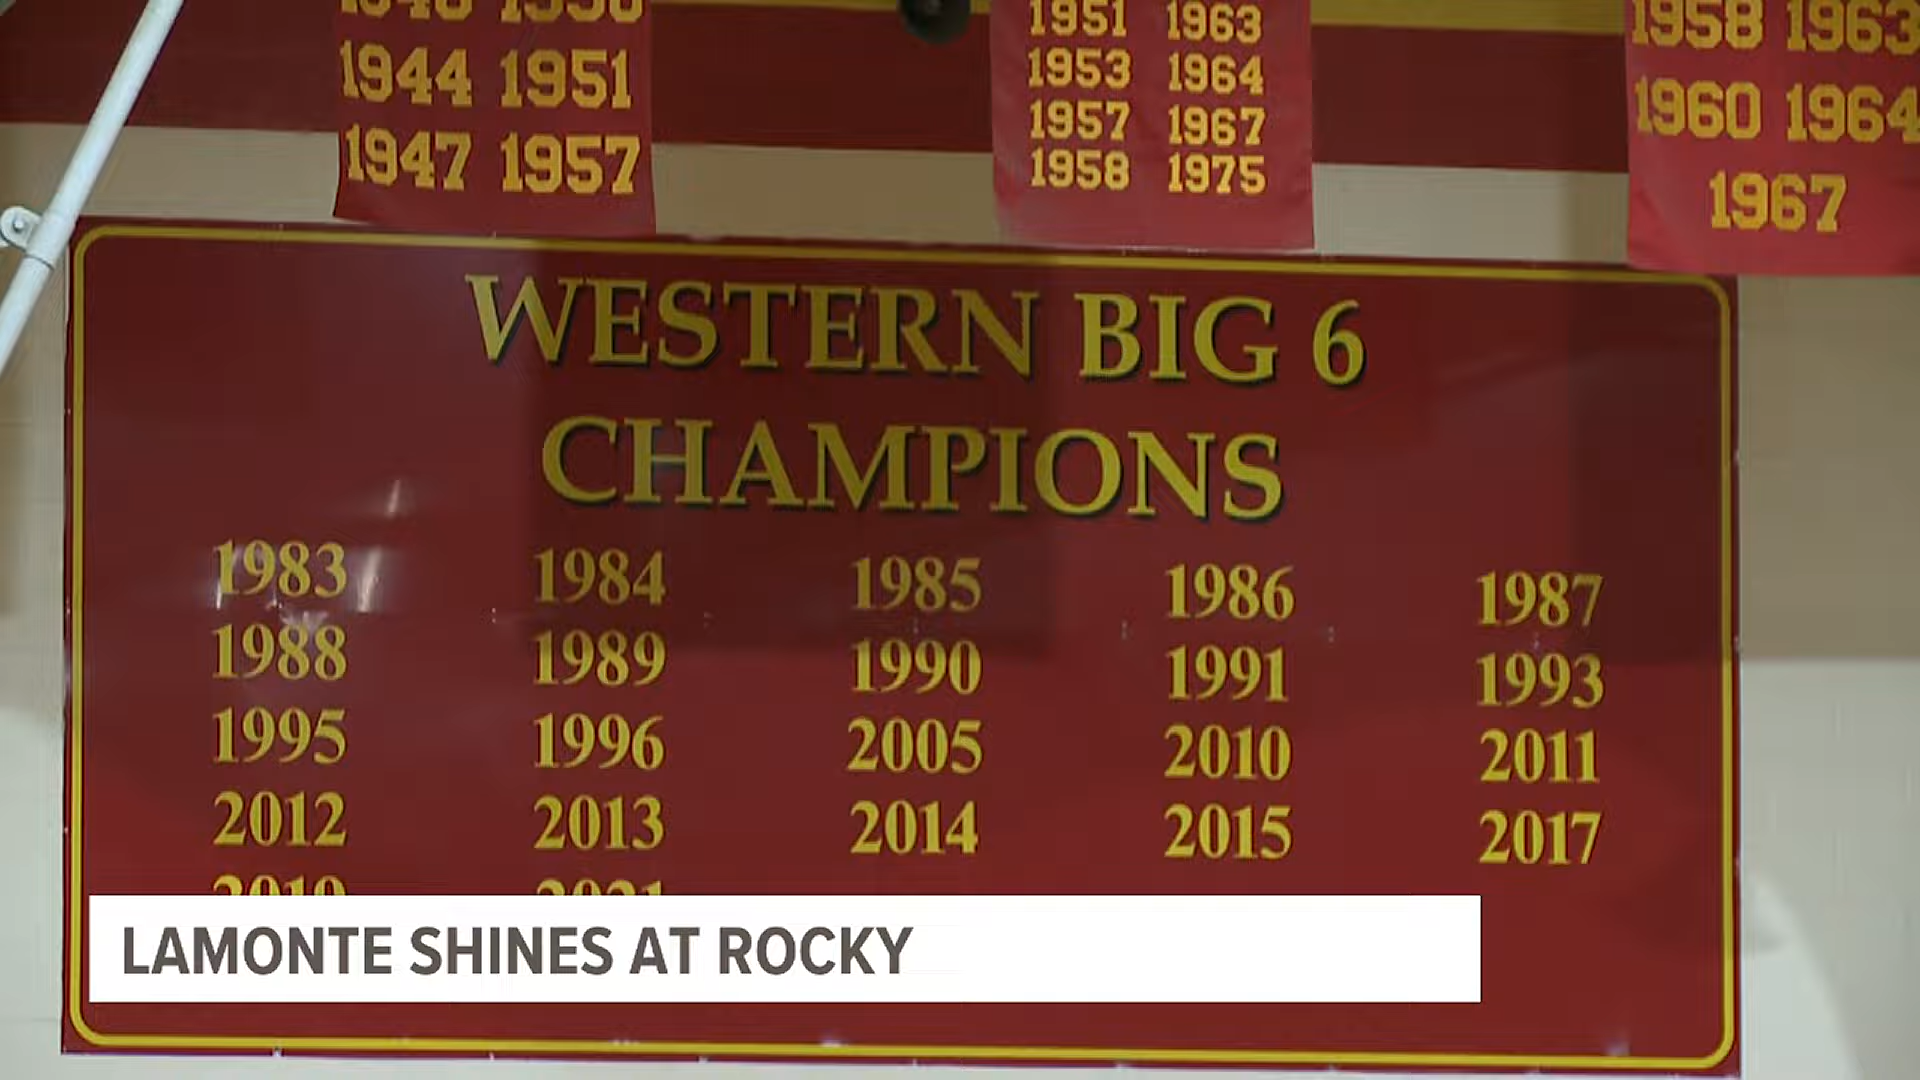 1944 1951
1947 1957
1951 1963
1953 1964
1957 1967
1958 1975
1958 1963
1960 1964
1967
WESTERN BIG 6
CHAMPIONS
1983 1984 1985 1986 1987
1988 1989 1990 1991 1993
1995 1996 2005 2010 2011
2012 2013 2014 2015 2017
2021
LAMONTE SHINES AT ROCKY